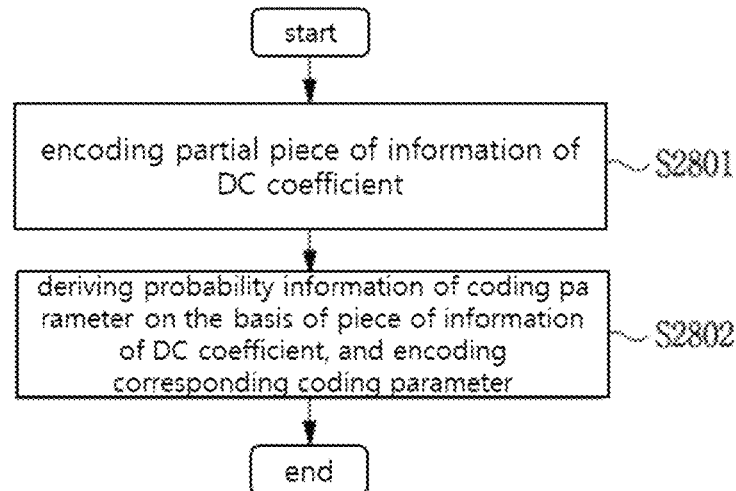 start
encoding partial piece of information of
DC coefficient
S2801
deriving probability information of coding pa
rameter on the basis of piece of information
of DC coefficient, and encoding
corresponding coding parameter
S2802
end